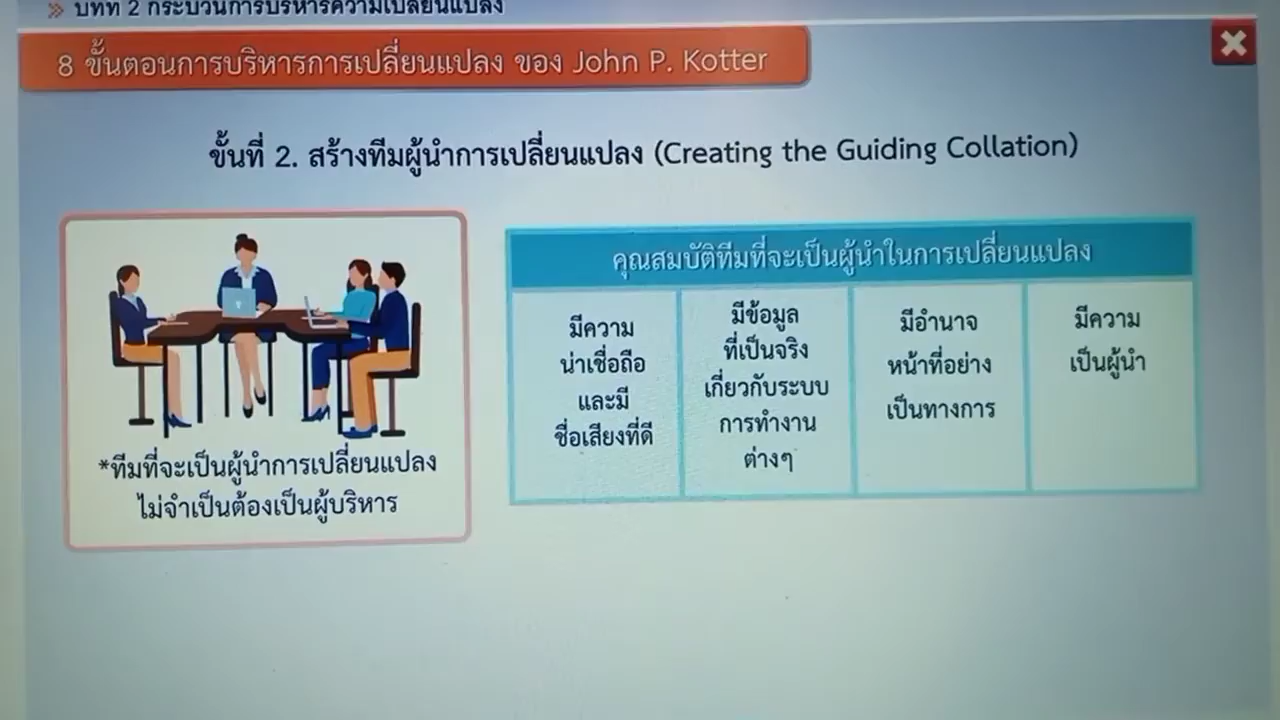 บทที่ 2 กระบวนการบริหารความเปลี่ยนแปลง
8 ขั้นตอนการบริหารการเปลี่ยนแปลง ของ John P. Kotter
ขั้นที่ 2. สร้างทีมผู้นำการเปลี่ยนแปลง (Creating the Guiding Collation)
*ทีมที่จะเป็นผู้นำการเปลี่ยนแปลง
ไม่จำเป็นต้องเป็นผู้บริหาร
คุณสมบัติทีมที่จะเป็นผู้นำในการเปลี่ยนแปลง
มีความ
น่าเชื่อถือ
และมี
ชื่อเสียงที่ดี
มีข้อมูล
ที่เป็นจริง
เกี่ยวกับระบบ
การทำงาน
ต่างๆ
มีอำนาจ
หน้าที่อย่าง
เป็นทางการ
มีความ
เป็นผู้นำ